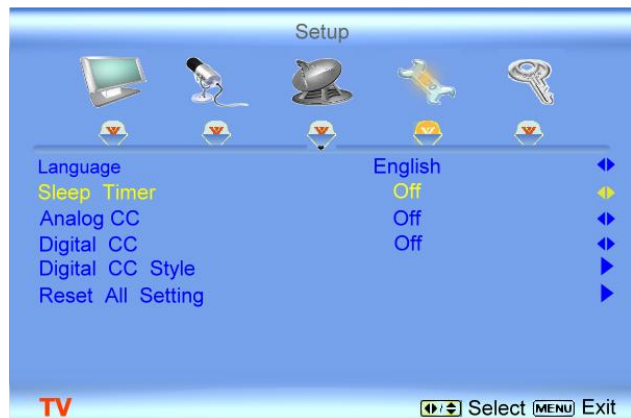 Setup
Language English
Sleep Timer Off
Analog CC Off
Digital CC Off
Digital CC Style
Reset All Setting
TV Select MENU Exit